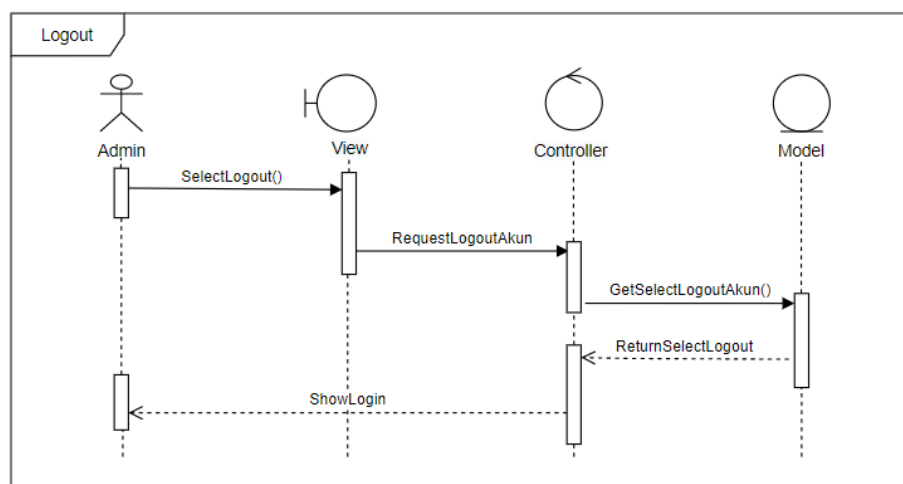 Logout
Admin
View
Controller
Model
SelectLogout()
RequestLogoutAkun
GetSelectLogoutAkun()
ReturnSelectLogout
ShowLogin